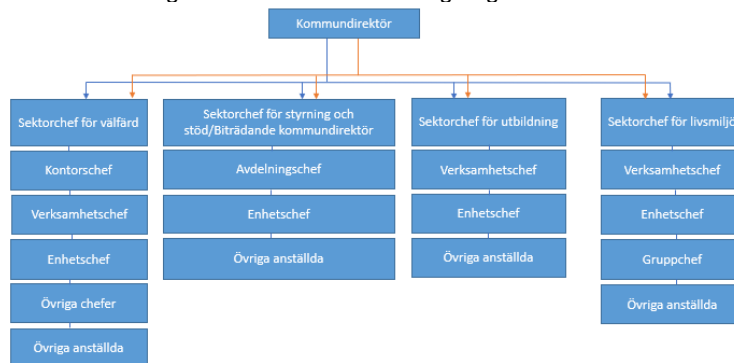 Kommundirektör
Sektorchef för välfärd
Kontorschef
Verksamhetschef
Enhetschef
Övriga chefer
Övriga anställda
Sektorchef för styrning och
stöd/Biträdande kommundirektör
Avdelningschef
Enhetschef
Övriga anställda
Sektorchef för utbildning
Verksamhetschef
Enhetschef
Övriga anställda
Sektorchef för livsmiljö
Verksamhetschef
Enhetschef
Gruppchef
Övriga anställda